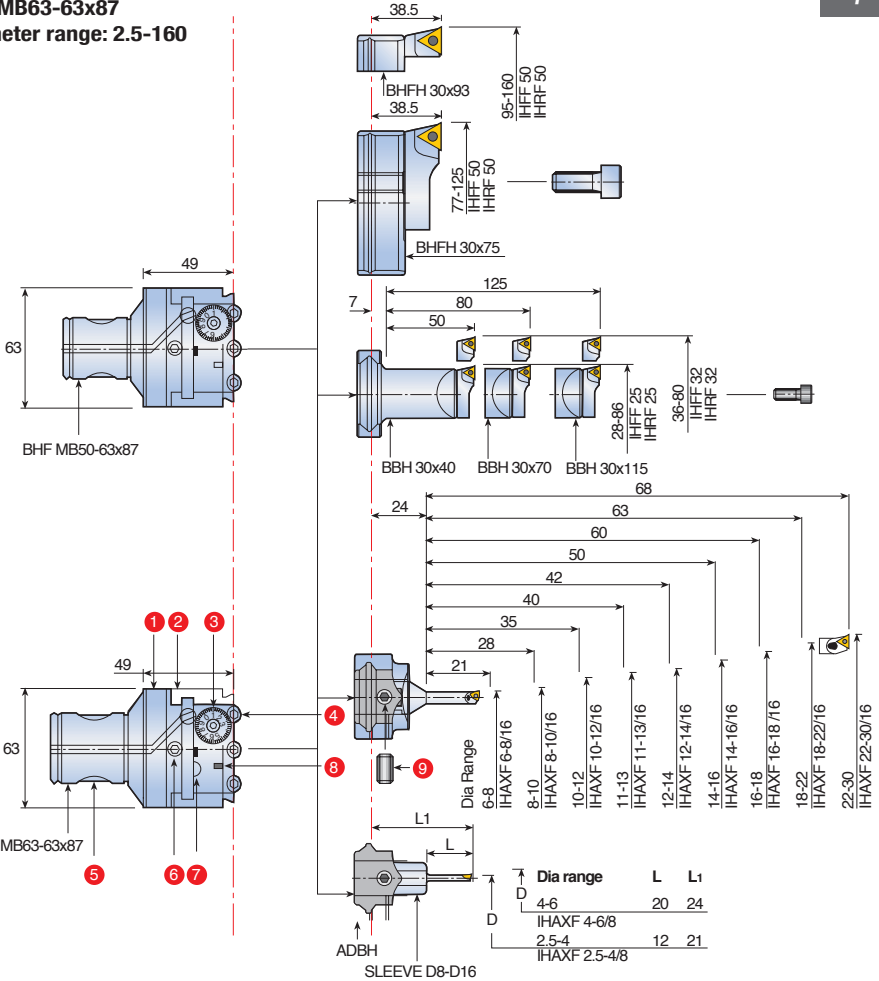 MB63-63x87
eter range: 2.5-160
38.5
BHFH 30x93
95-160
IHFF 50
IHRF 50
38.5
77-125
IHFF 50
IHRF 50
BHFH 30x75
49
63
BHF MB50-63x87
125
7
80
50
28-86
IHFF 25
IHRF 25
36-80
IHFF 32
IHRF 32
BBH 30x40
BBH 30x70
BBH 30x115
68
24
63
60
50
42
40
35
28
21
1 2 3
49
63
4
8
9
MB63-63x87
5
6 7
Dia Range
6-8
IHAXF 6-8/16
8-10
IHAXF 8-10/16
10-12
IHAXF 10-12/16
11-13
IHAXF 11-13/16
12-14
IHAXF 12-14/16
14-16
IHAXF 14-16/16
16-18
IHAXF 16-18 /16
18-22
IHAXF 18-22/16
22-30
IHAXF 22-30/16
L1
L
D
D
Dia range L L1
4-6 20 24
IHAXF 4-6/8
2.5-4 12 21
IHAXF 2.5-4/8
ADBH
SLEEVE D8-D16